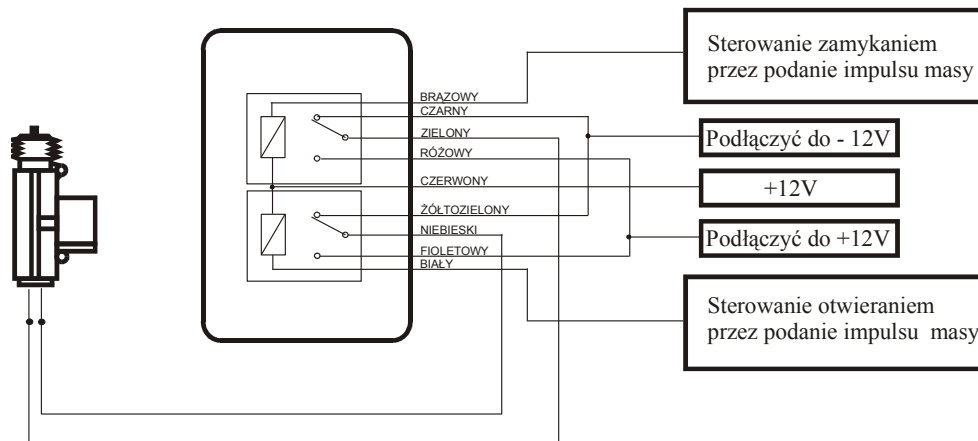 Sterowanie zamykaniem
przez podanie impulsu masy
BRĄZOWY
CZARNY
ZIELONY
RÓŻOWY
CZERWONY
ŻÓŁTOZIELONY
NIEBIESKI
FIOLETOWY
BIAŁY
Podłączyć do - 12V
+12V
Podłączyć do +12V
Sterowanie otwieraniem
przez podanie impulsu masy